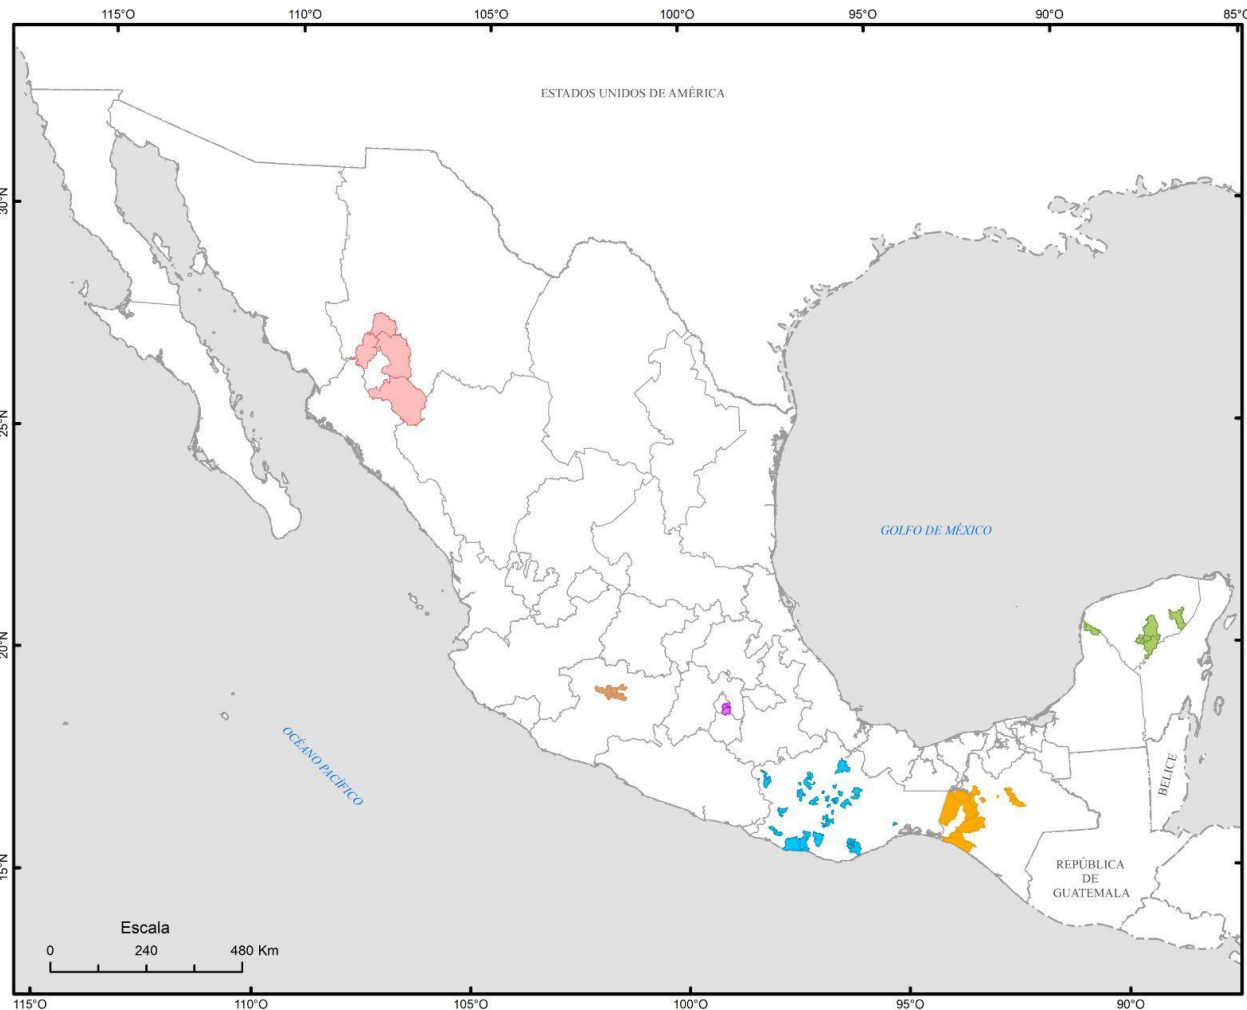 115°O 110°O 105°O 100°O 95°O 90°O 85°O
ESTADOS UNIDOS DE AMÉRICA
30°N
25°N
GOLFO DE MÉXICO
20°N
OCÉANO PACÍFICO
BELICE
15°N
REPÚBLICA
DE
GUATEMALA
Escala
0 240 480 Km
115°O 110°O 105°O 100°O 95°O 90°O